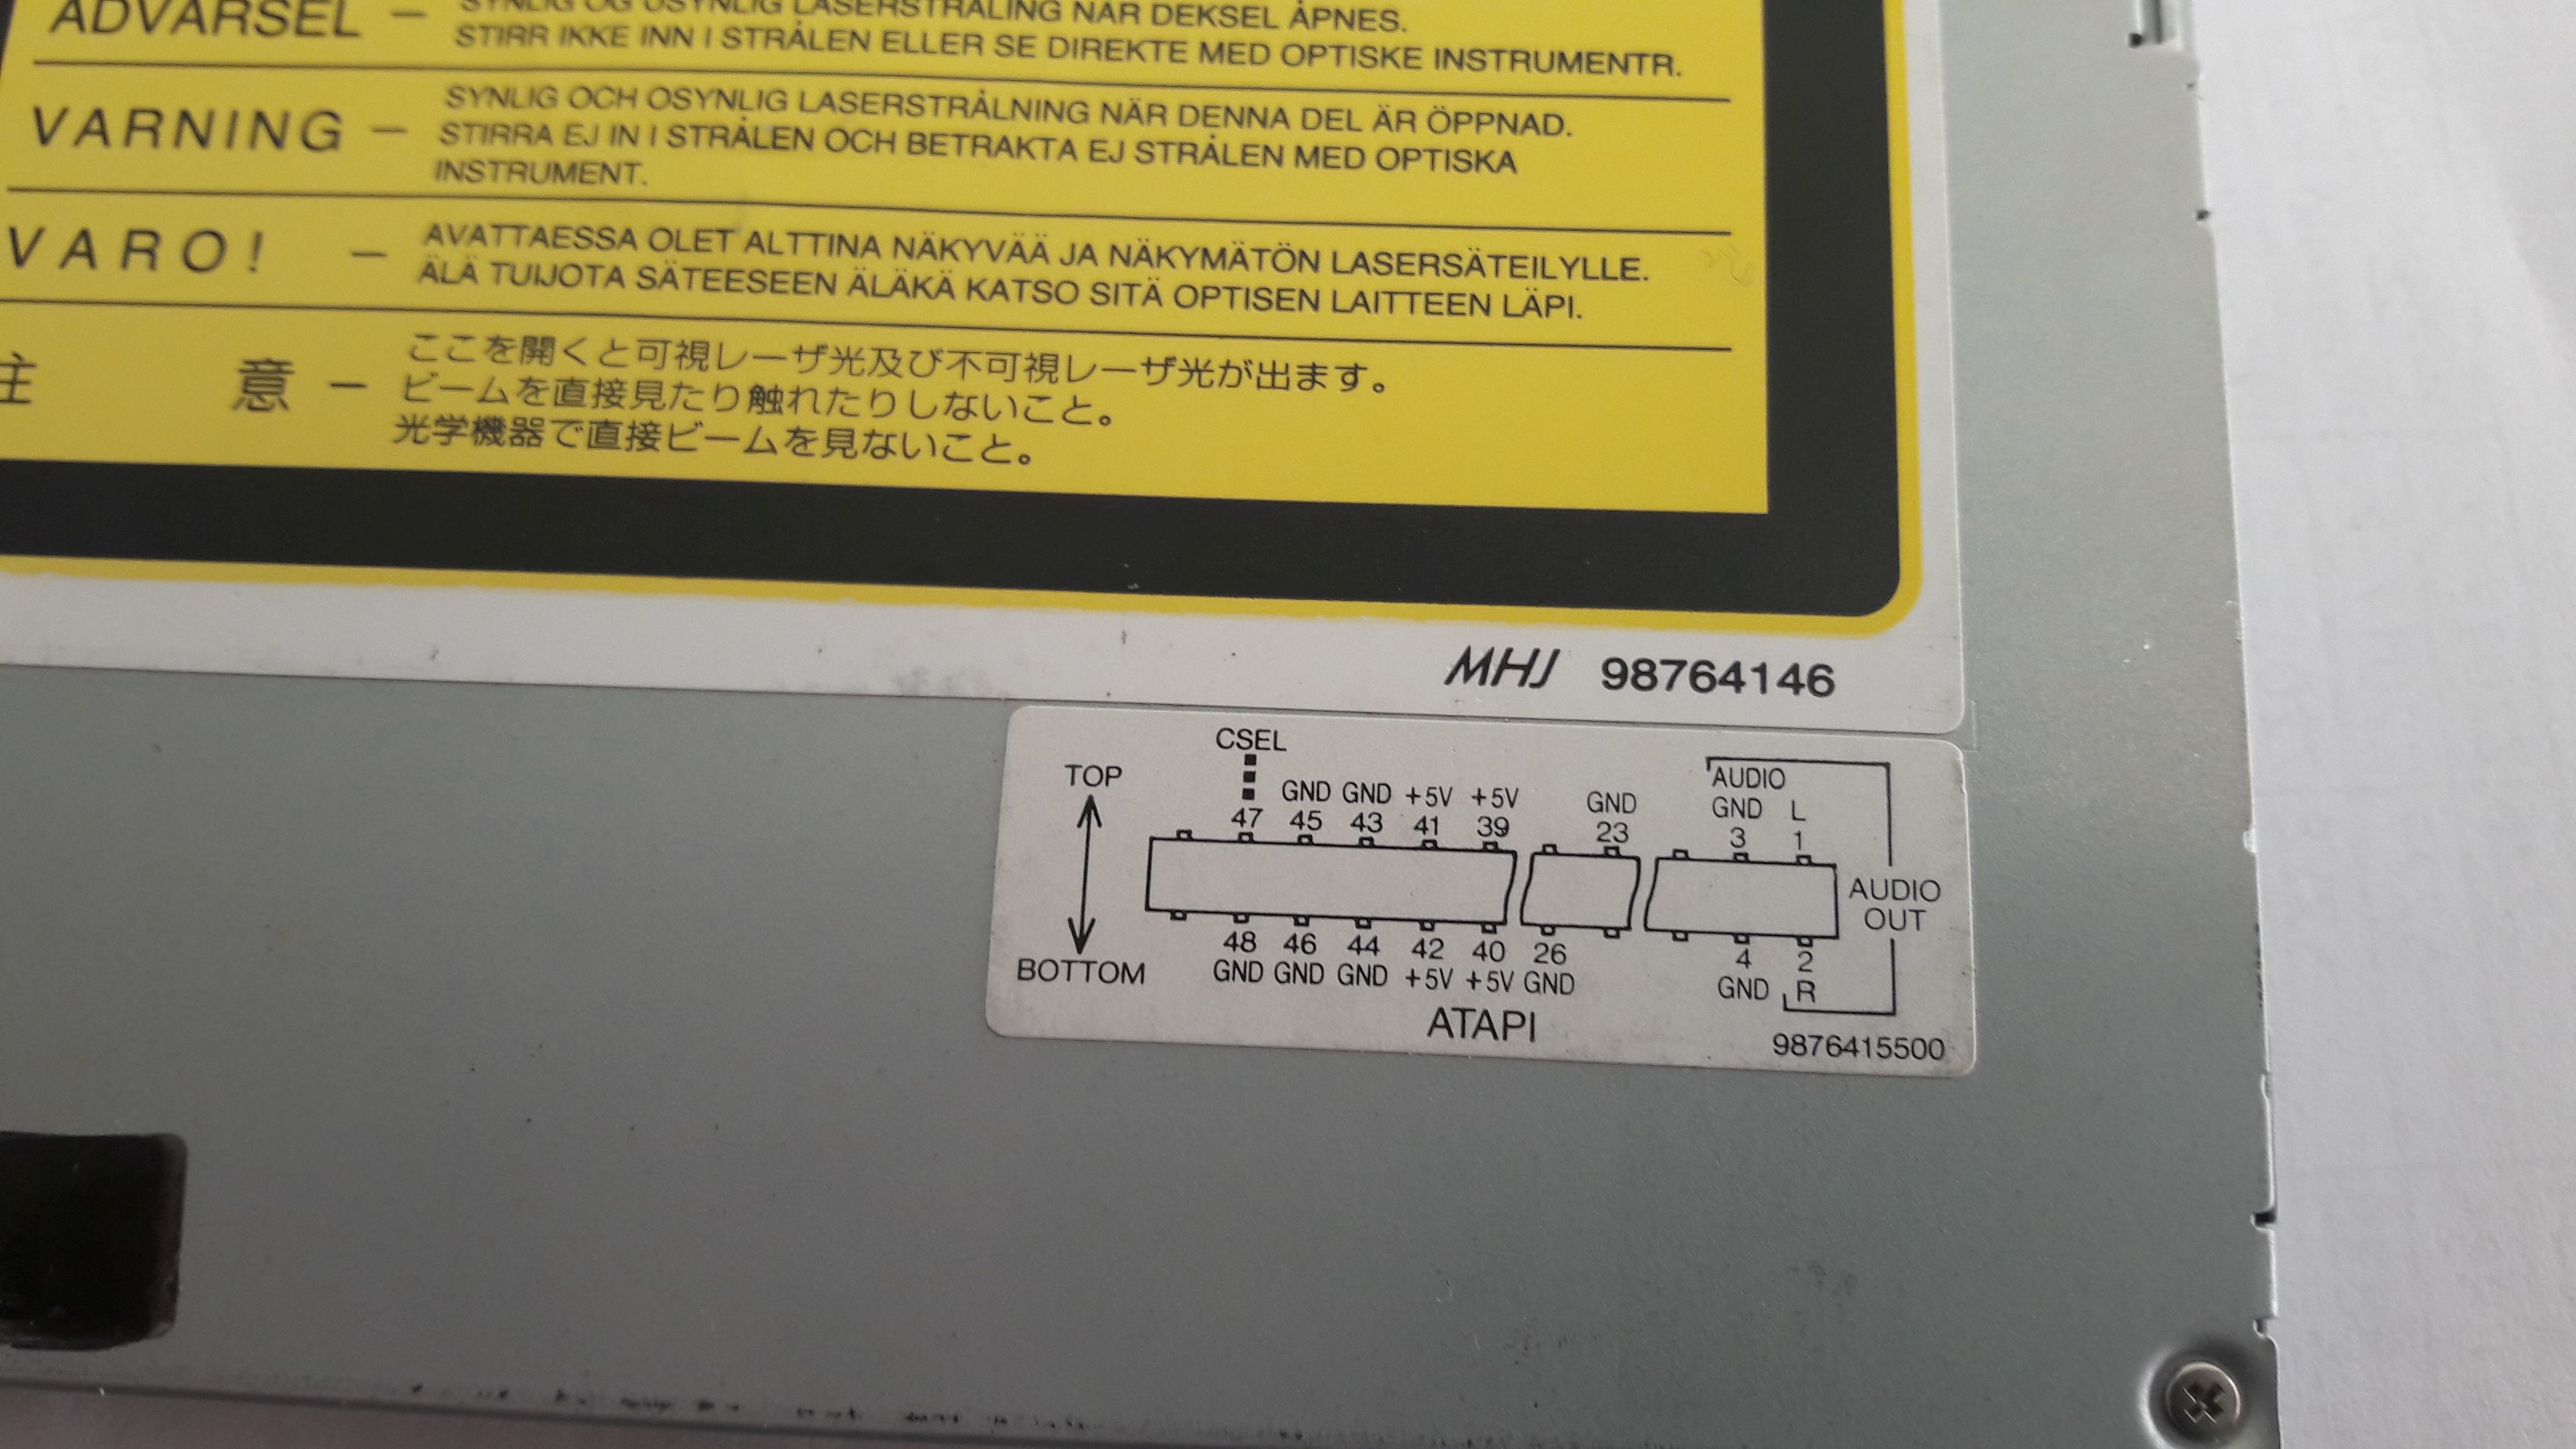 ADVARSEL – SYNLIG OG USYNLIG LASERSTRÅLING NÅR DEKSEL ÅPNES.
STIRR IKKE INN I STRÅLEN ELLER SE DIREKTE MED OPTISKE INSTRUMENTR.
VARNING – SYNLIG OCH OSYNLIG LASERSTRÅLNING NÄR DENNA DEL ÄR ÖPPNAD.
STIRRA EJ IN I STRÅLEN OCH BETRAKTA EJ STRÅLEN MED OPTISKA
INSTRUMENT.
VARO! – AVATTAESSA OLET ALTTINA NÄKYVÄÄ JA NÄKYMÄTÖN LASERSÄTEILYLLE.
ÄLÄ TUIJOTA SÄTEESEEN ÄLÄKÄ KATSO SITÄ OPTISEN LAITTEEN LÄPI.
注意 – ここを開くと可視レーザ光及び不可視レーザ光が出ます。
ビームを直接見たり触れたりしないこと。
光学機器で直接ビームを見ないこと。
MHJ 98764146
CSEL
TOP
AUDIO
GND GND +5V +5V GND GND L
47 45 43 41 39 23 3 1
AUDIO
OUT
48 46 44 42 40 26 4 2
BOTTOM GND GND GND +5V +5V GND GND R
ATAPI
9876415500